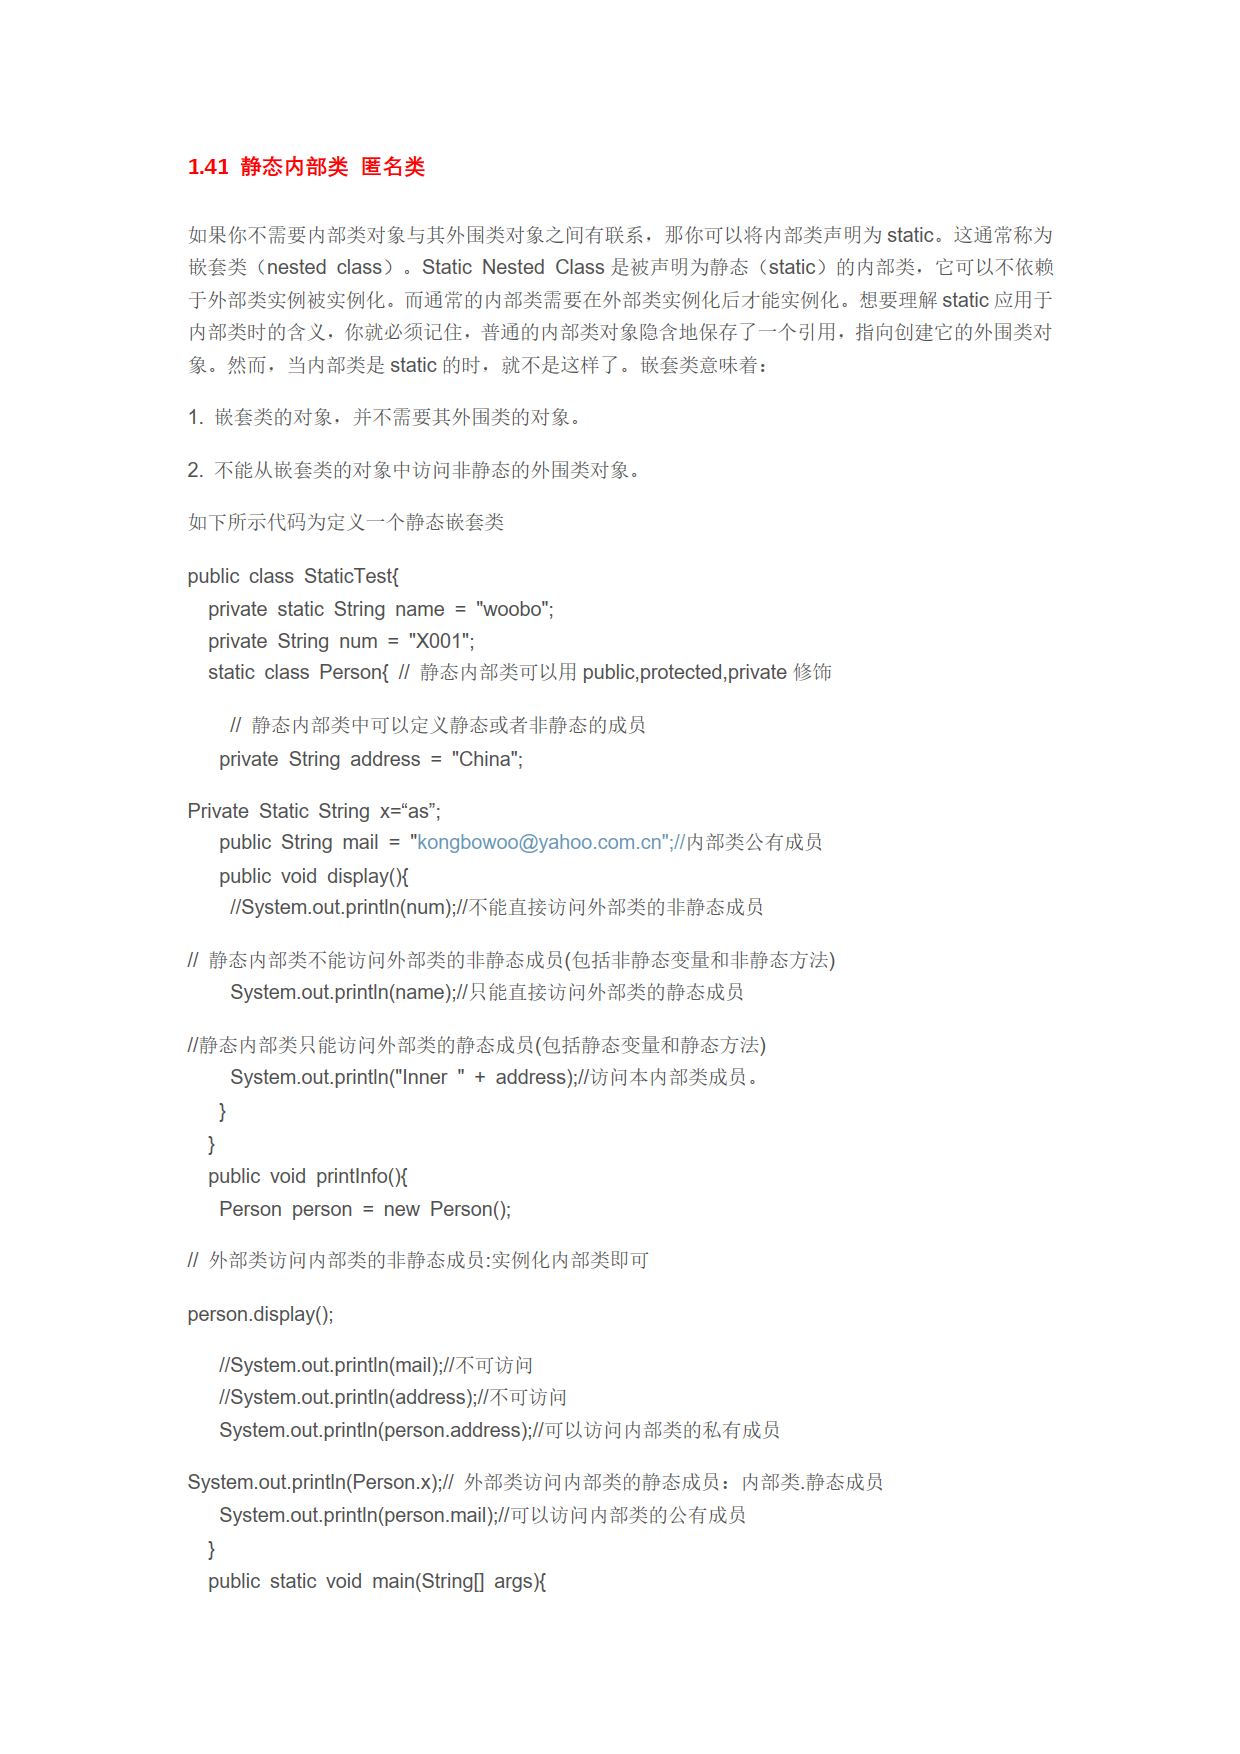 1.41 静态内部类 匿名类
如果你不需要内部类对象与其外围类对象之间有联系，那你可以将内部类声明为 static。这通常称为
嵌套类（nested class）。Static Nested Class 是被声明为静态（static）的内部类，它可以不依赖
于外部类实例被实例化。而通常的内部类需要在外部类实例化后才能实例化。想要理解 static 应用于
内部类时的含义，你就必须记住，普通的内部类对象隐含地保存了一个引用，指向创建它的外围类对
象。然而，当内部类是 static 的时，就不是这样了。嵌套类意味着：
1. 嵌套类的对象，并不需要其外围类的对象。
2. 不能从嵌套类的对象中访问非静态的外围类对象。
如下所示代码为定义一个静态嵌套类
public class StaticTest{
private static String name = "woobo";
private String num = "X001";
static class Person{ // 静态内部类可以用 public,protected,private 修饰
// 静态内部类中可以定义静态或者非静态的成员
private String address = "China";
Private Static String x=“as”;
public String mail = "kongbowoo@yahoo.com.cn";//内部类公有成员
public void display(){
//System.out.println(num);//不能直接访问外部类的非静态成员
// 静态内部类不能访问外部类的非静态成员(包括非静态变量和非静态方法)
System.out.println(name);//只能直接访问外部类的静态成员
//静态内部类只能访问外部类的静态成员(包括静态变量和静态方法)
System.out.println("Inner " + address);//访问本内部类成员。
}
}
public void printInfo(){
Person person = new Person();
// 外部类访问内部类的非静态成员:实例化内部类即可
person.display();
//System.out.println(mail);//不可访问
//System.out.println(address);//不可访问
System.out.println(person.address);//可以访问内部类的私有成员
System.out.println(Person.x);// 外部类访问内部类的静态成员：内部类.静态成员
System.out.println(person.mail);//可以访问内部类的公有成员
}
public static void main(String[] args){